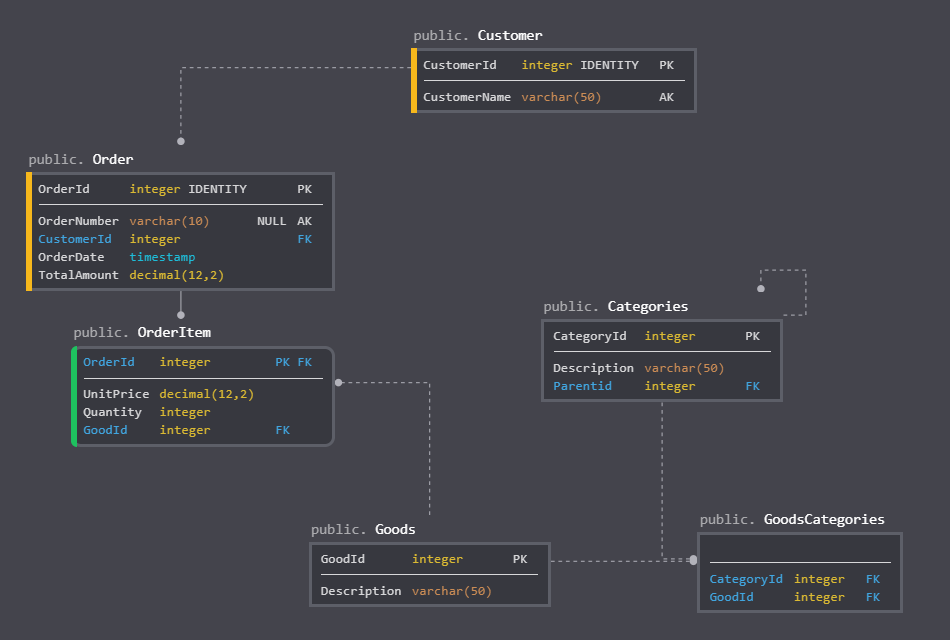 public. Customer
CustomerId integer IDENTITY PK
CustomerName varchar(50) AK
public. Order
OrderId integer IDENTITY PK
OrderNumber varchar(10) NULL AK
CustomerId integer FK
OrderDate timestamp
TotalAmount decimal(12,2)
public. OrderItem
OrderId integer PK FK
UnitPrice decimal(12,2)
Quantity integer
GoodId integer FK
public. Categories
CategoryId integer PK
Description varchar(50)
Parentid integer FK
public. Goods
GoodId integer PK
Description varchar(50)
public. GoodsCategories
CategoryId integer FK
GoodId integer FK